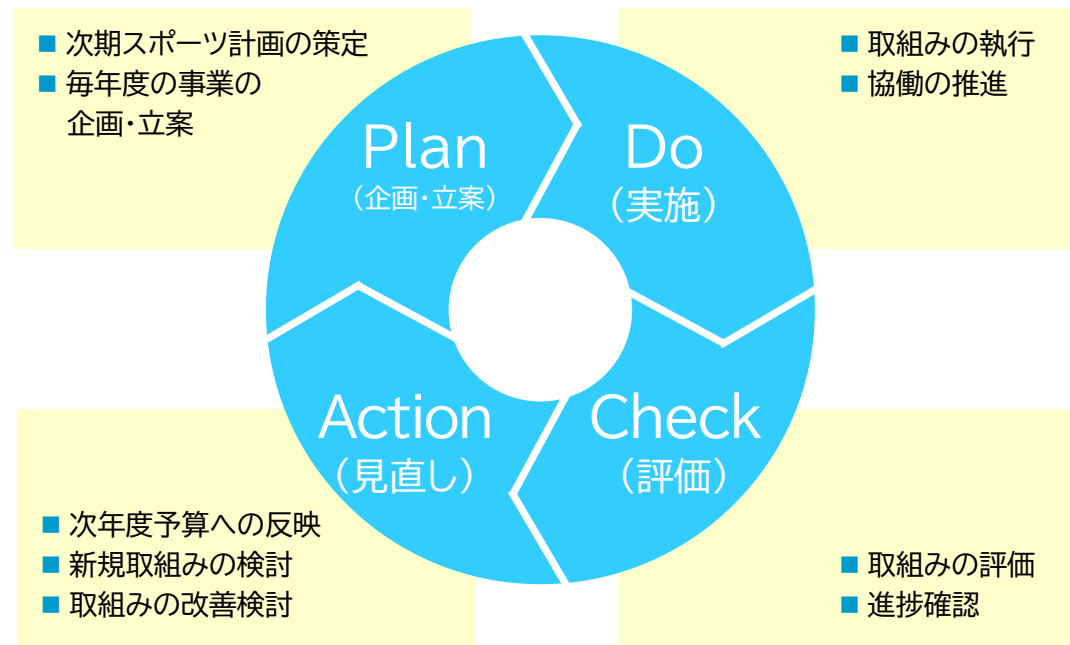 ■ 次期スポーツ計画の策定
■ 毎年度の事業の
企画・立案
Plan
（企画・立案）
■ 取組みの執行
■ 協働の推進
Do
（実施）
Action
（見直し）
■ 次年度予算への反映
■ 新規取組みの検討
■ 取組みの改善検討
Check
（評価）
■ 取組みの評価
■ 進捗確認